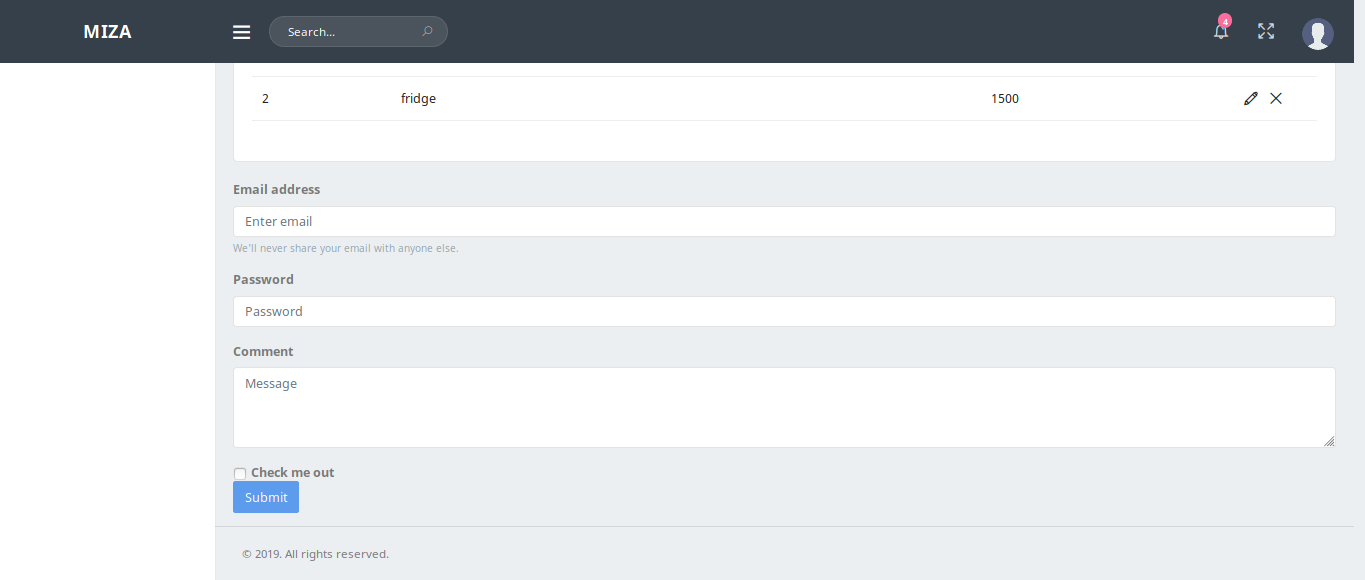 MIZA
Search...
4
2 fridge 1500
Email address
Enter email
We'll never share your email with anyone else.
Password
Password
Comment
Message
Check me out
Submit
© 2019. All rights reserved.